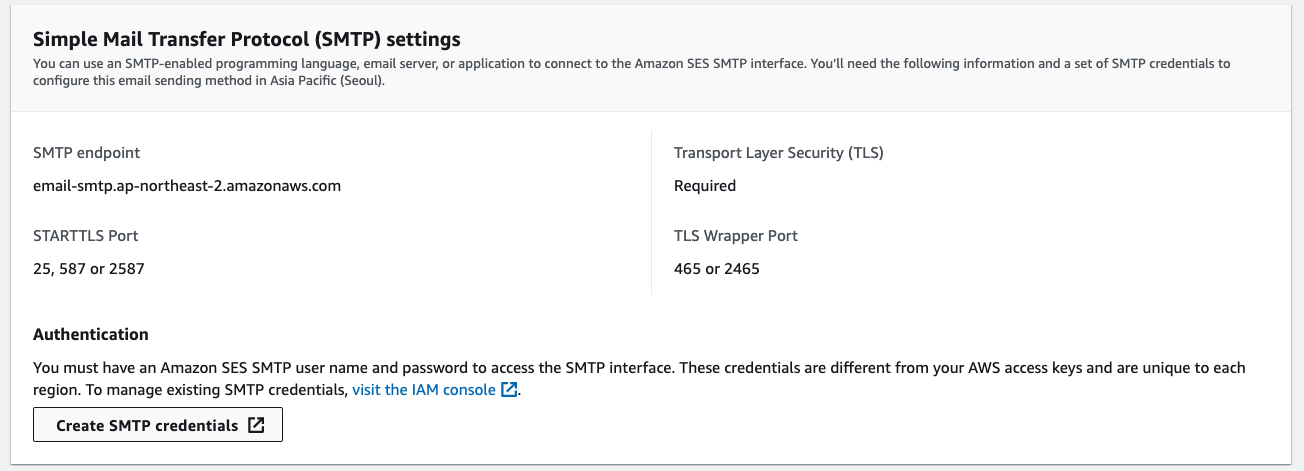 Simple Mail Transfer Protocol (SMTP) settings
You can use an SMTP-enabled programming language, email server, or application to connect to the Amazon SES SMTP interface. You’ll need the following information and a set of SMTP credentials to
configure this email sending method in Asia Pacific (Seoul).
SMTP endpoint
email-smtp.ap-northeast-2.amazonaws.com
Transport Layer Security (TLS)
Required
STARTTLS Port
25, 587 or 2587
TLS Wrapper Port
465 or 2465
Authentication
You must have an Amazon SES SMTP user name and password to access the SMTP interface. These credentials are different from your AWS access keys and are unique to each
region. To manage existing SMTP credentials, visit the IAM console.
Create SMTP credentials